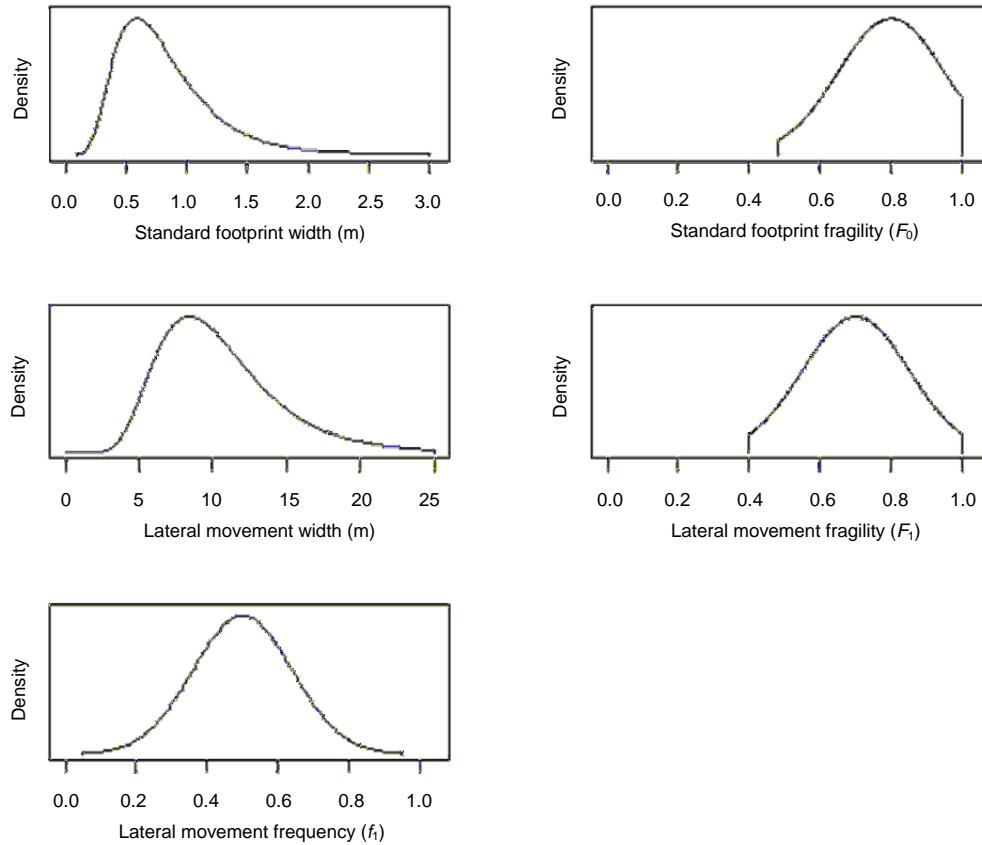 Density
0.0 0.5 1.0 1.5 2.0 2.5 3.0
Standard footprint width (m)
Density
0.0 0.2 0.4 0.6 0.8 1.0
Standard footprint fragility (F₀)
Density
0 5 10 15 20 25
Lateral movement width (m)
Density
0.0 0.2 0.4 0.6 0.8 1.0
Lateral movement fragility (F₁)
Density
0.0 0.2 0.4 0.6 0.8 1.0
Lateral movement frequency (f₁)